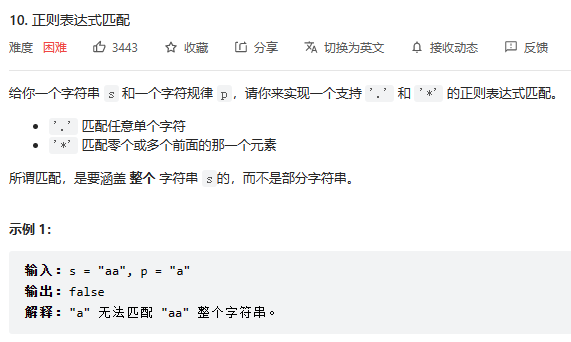 10. 正则表达式匹配
难度 困难 3443 收藏 分享 切换为英文 接收动态 反馈
给你一个字符串 s 和一个字符规律 p，请你来实现一个支持 '.' 和 '*' 的正则表达式匹配。
'.' 匹配任意单个字符
'*' 匹配零个或多个前面的那一个元素
所谓匹配，是要涵盖 整个 字符串 s 的，而不是部分字符串。
示例 1：
输入：s = "aa", p = "a"
输出：false
解释："a" 无法匹配 "aa" 整个字符串。